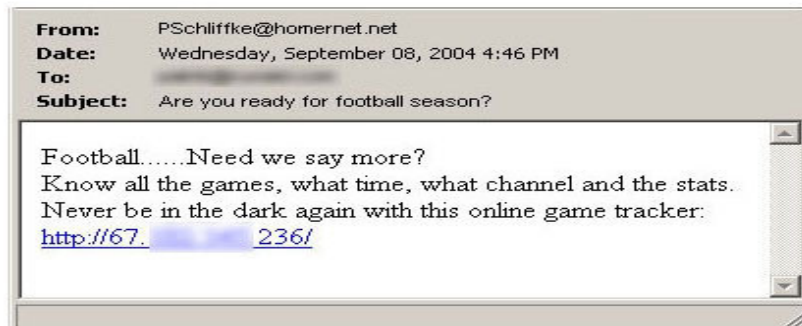 From: PSchliffke@homernet.net
Date: Wednesday, September 08, 2004 4:46 PM
To:
Subject: Are you ready for football season?
Football......Need we say more?
Know all the games, what time, what channel and the stats.
Never be in the dark again with this online game tracker:
http://67. 236/